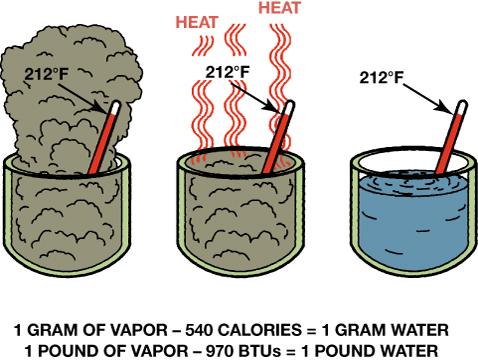 HEAT
HEAT
212°F
212°F
212°F
1 GRAM OF VAPOR – 540 CALORIES = 1 GRAM WATER
1 POUND OF VAPOR – 970 BTUs = 1 POUND WATER